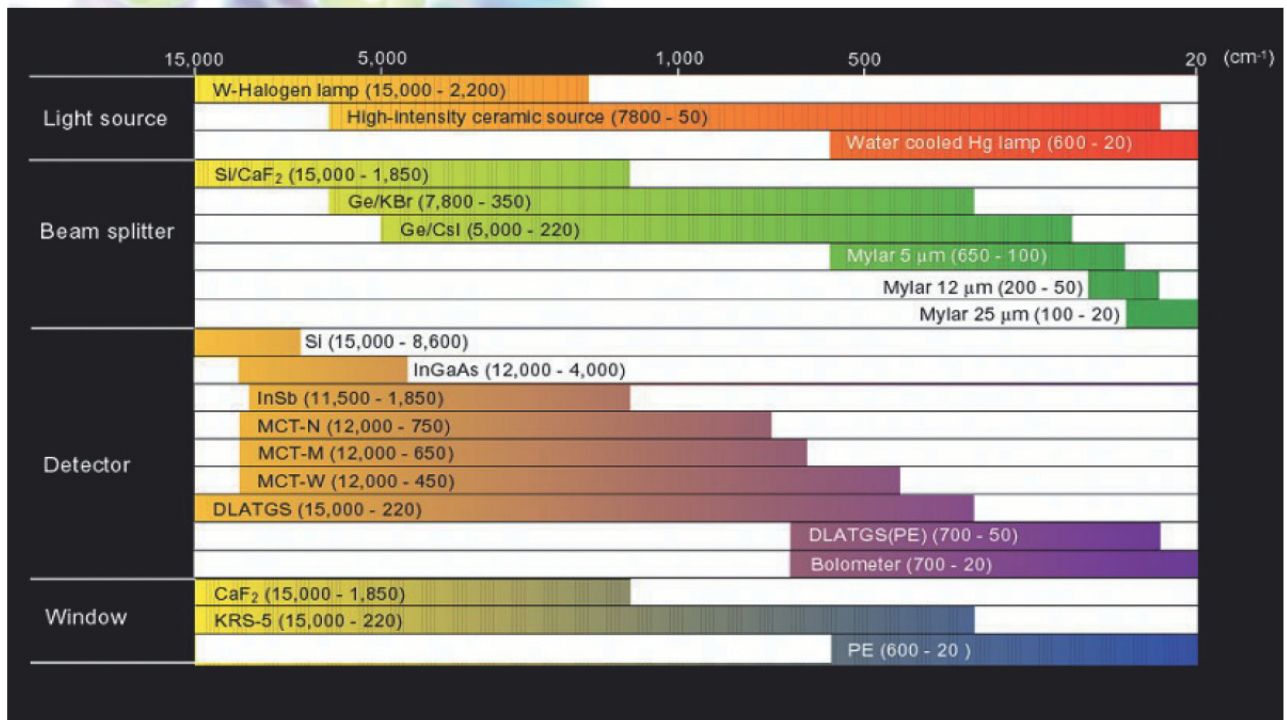 15,000 5,000 1,000 500 20 (cm-1)
Light source
W-Halogen lamp (15,000 - 2,200)
High-intensity ceramic source (7800 - 50)
Water cooled Hg lamp (600 - 20)
Beam splitter
Si/CaF2 (15,000 - 1,850)
Ge/KBr (7,800 - 350)
Ge/CsI (5,000 - 220)
Mylar 5 μm (650 - 100)
Mylar 12 μm (200 - 50)
Mylar 25 μm (100 - 20)
Detector
Si (15,000 - 8,600)
InGaAs (12,000 - 4,000)
InSb (11,500 - 1,850)
MCT-N (12,000 - 750)
MCT-M (12,000 - 650)
MCT-W (12,000 - 450)
DLATGS (15,000 - 220)
DLATGS(PE) (700 - 50)
Bolometer (700 - 20)
Window
CaF2 (15,000 - 1,850)
KRS-5 (15,000 - 220)
PE (600 - 20 )